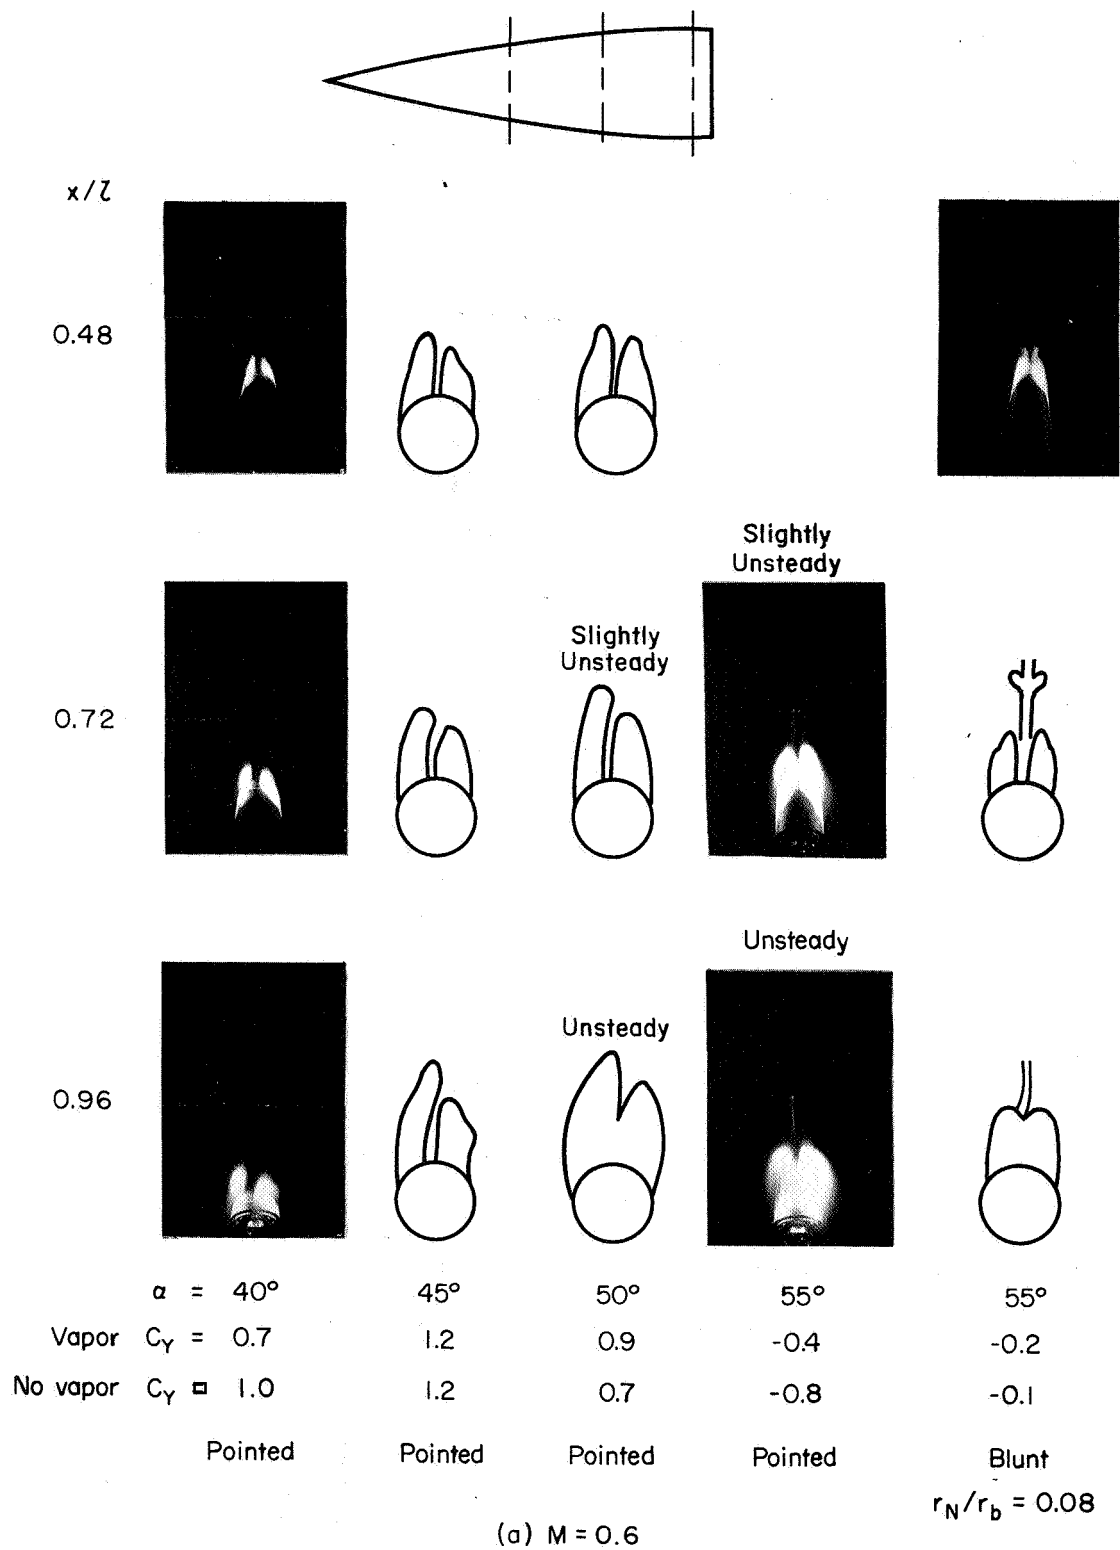 x/l
0.48
Slightly
Unsteady
Slightly
Unsteady
0.72
Unsteady
Unsteady
0.96
α = 40° 45° 50° 55° 55°
Vapor C_Y = 0.7 1.2 0.9 -0.4 -0.2
No vapor C_Y = 1.0 1.2 0.7 -0.8 -0.1
Pointed Pointed Pointed Pointed Blunt
r_N/r_b = 0.08
(a) M = 0.6